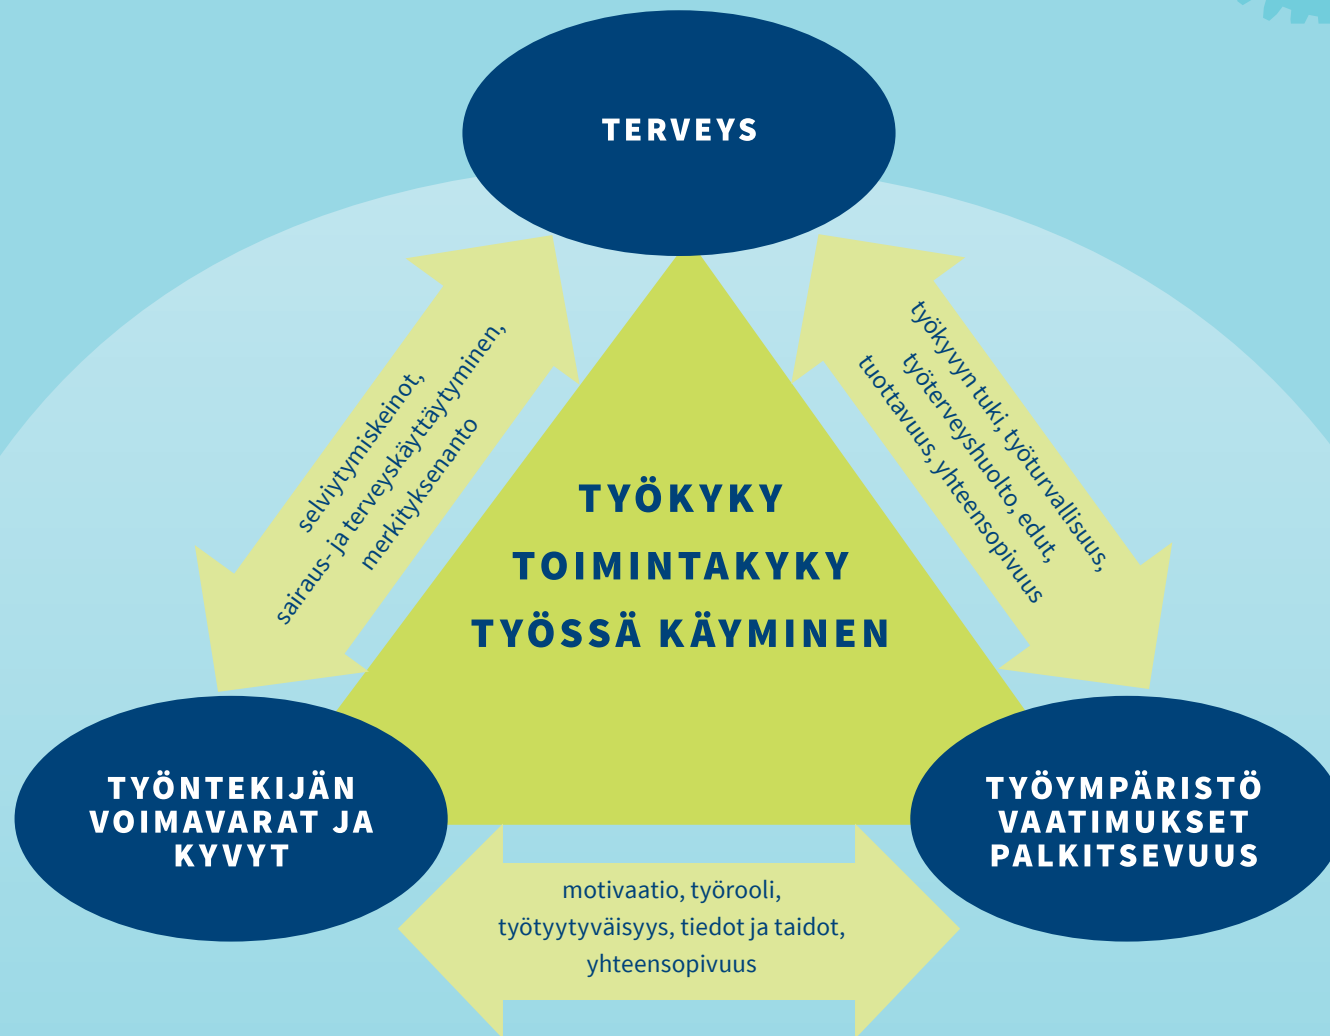 TERVEYS
selviytymiskeinot,
sairaus- ja terveyskäyttäytyminen,
merkityksenanto
työkyvyn tuki, työturvallisuus,
työterveyshuolto, edut,
tuottavuus, yhteensopivuus
TYÖKYKY
TOIMINTAKYKY
TYÖSSÄ KÄYMINEN
TYÖNTEKIJÄN
VOIMAVARAT JA
KYVYT
TYÖYMPÄRISTÖ
VAATIMUKSET
PALKITSEVUUS
motivaatio, työrooli,
työtyytyväisyys, tiedot ja taidot,
yhteensopivuus